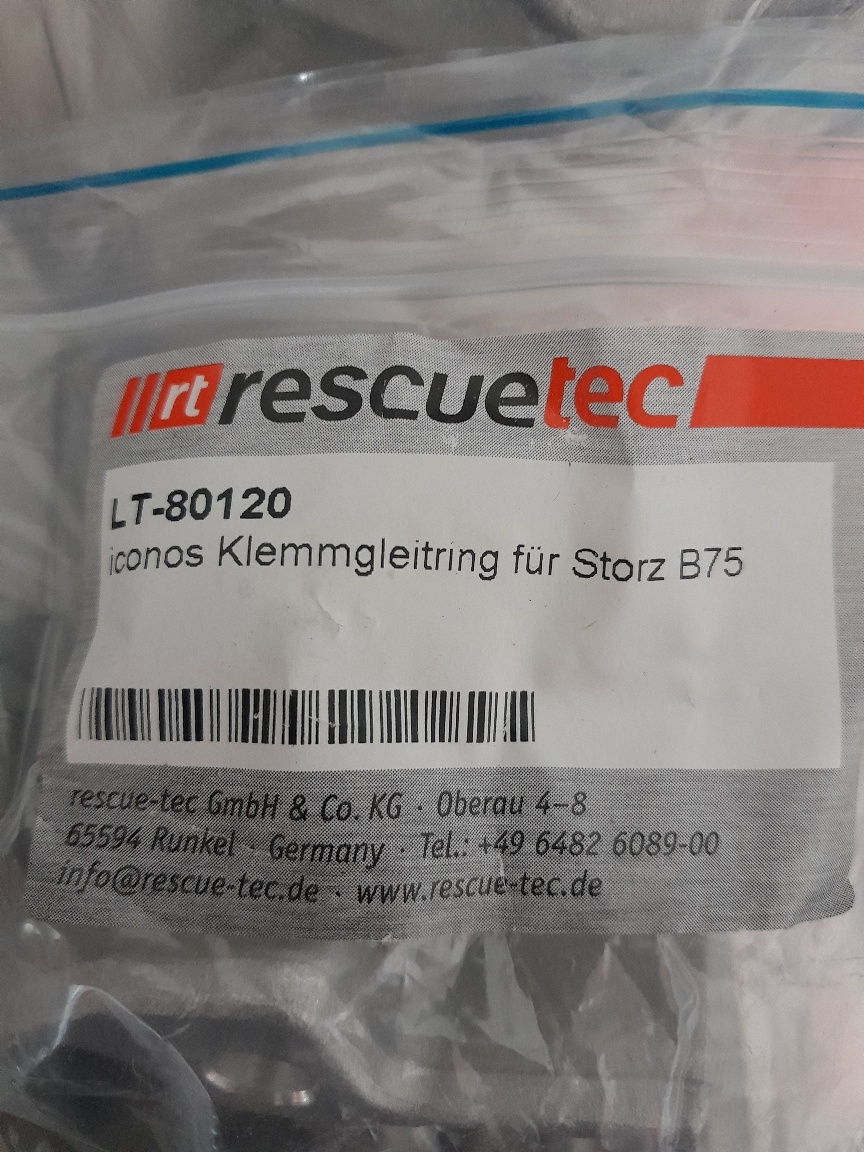 rt rescuetec
LT-80120
iconos Klemmgleitring für Storz B75
rescue-tec GmbH & Co. KG · Oberau 4–8
65594 Runkel · Germany · Tel.: +49 6482 6089-00
info@rescue-tec.de · www.rescue-tec.de